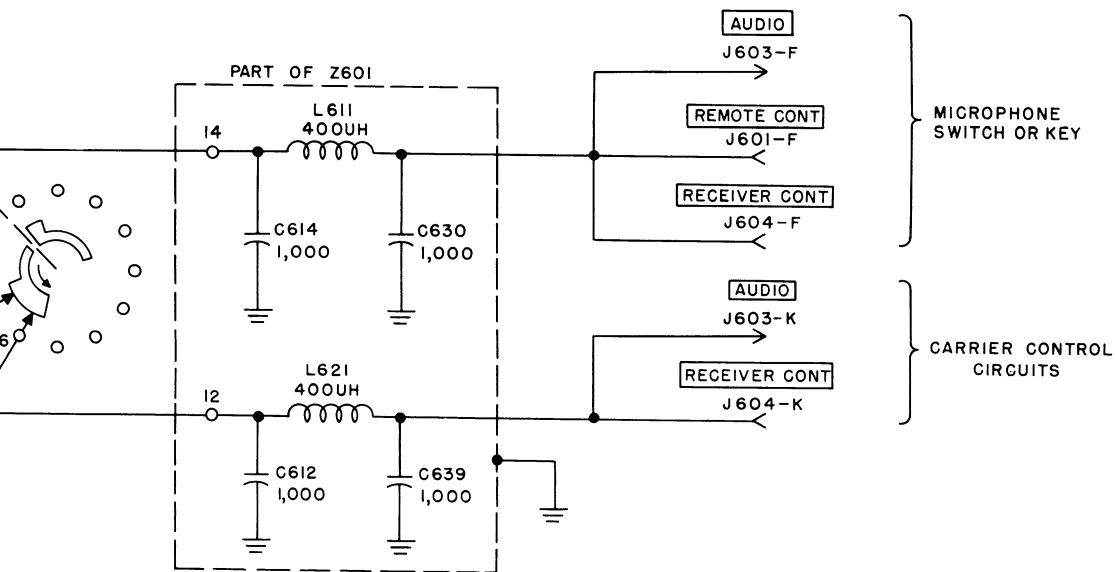 PART OF Z601
14
L611
400UH
C614
1,000
C630
1,000
AUDIO
J603-F
REMOTE CONT
J601-F
RECEIVER CONT
J604-F
MICROPHONE
SWITCH OR KEY
6
12
L621
400UH
C612
1,000
C639
1,000
AUDIO
J603-K
RECEIVER CONT
J604-K
CARRIER CONTROL
CIRCUITS